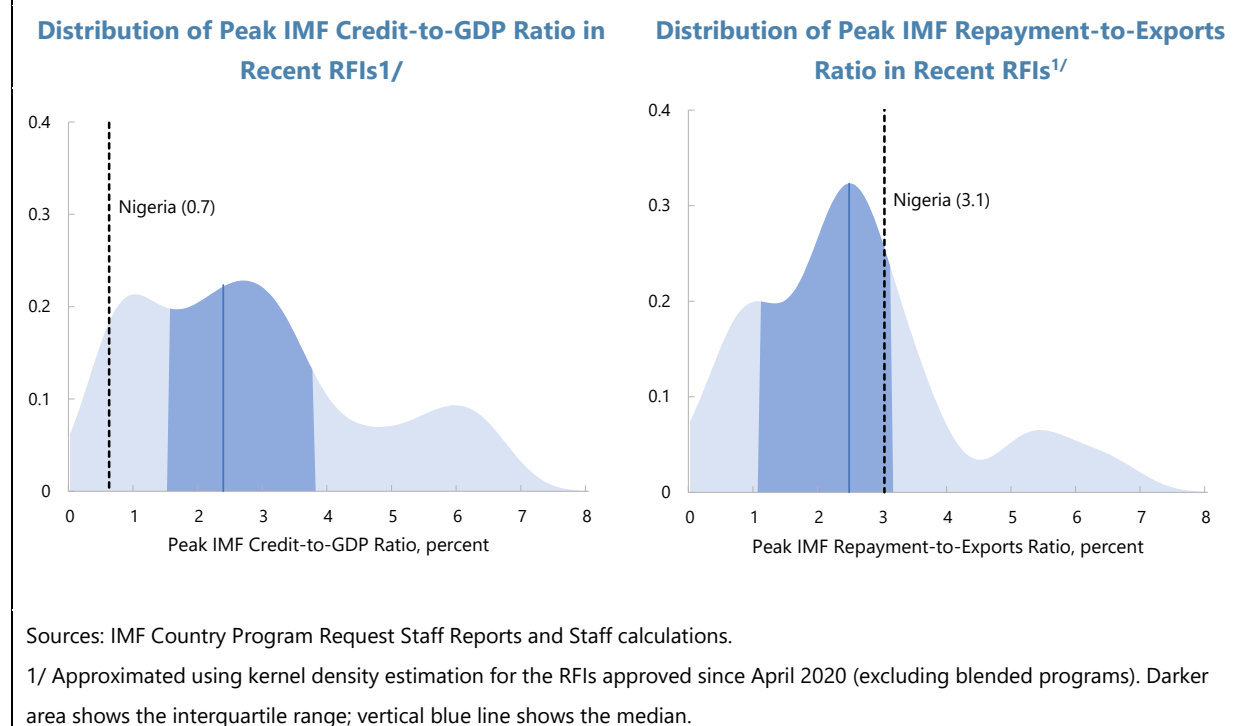 Distribution of Peak IMF Credit-to-GDP Ratio in
Recent RFIs1/
0.4
0.3
0.2
0.1
0
Nigeria (0.7)
0 1 2 3 4 5 6 7 8
Peak IMF Credit-to-GDP Ratio, percent
Distribution of Peak IMF Repayment-to-Exports
Ratio in Recent RFIs1/
0.4
0.3
0.2
0.1
0
Nigeria (3.1)
0 1 2 3 4 5 6 7 8
Peak IMF Repayment-to-Exports Ratio, percent
Sources: IMF Country Program Request Staff Reports and Staff calculations.
1/ Approximated using kernel density estimation for the RFIs approved since April 2020 (excluding blended programs). Darker
area shows the interquartile range; vertical blue line shows the median.